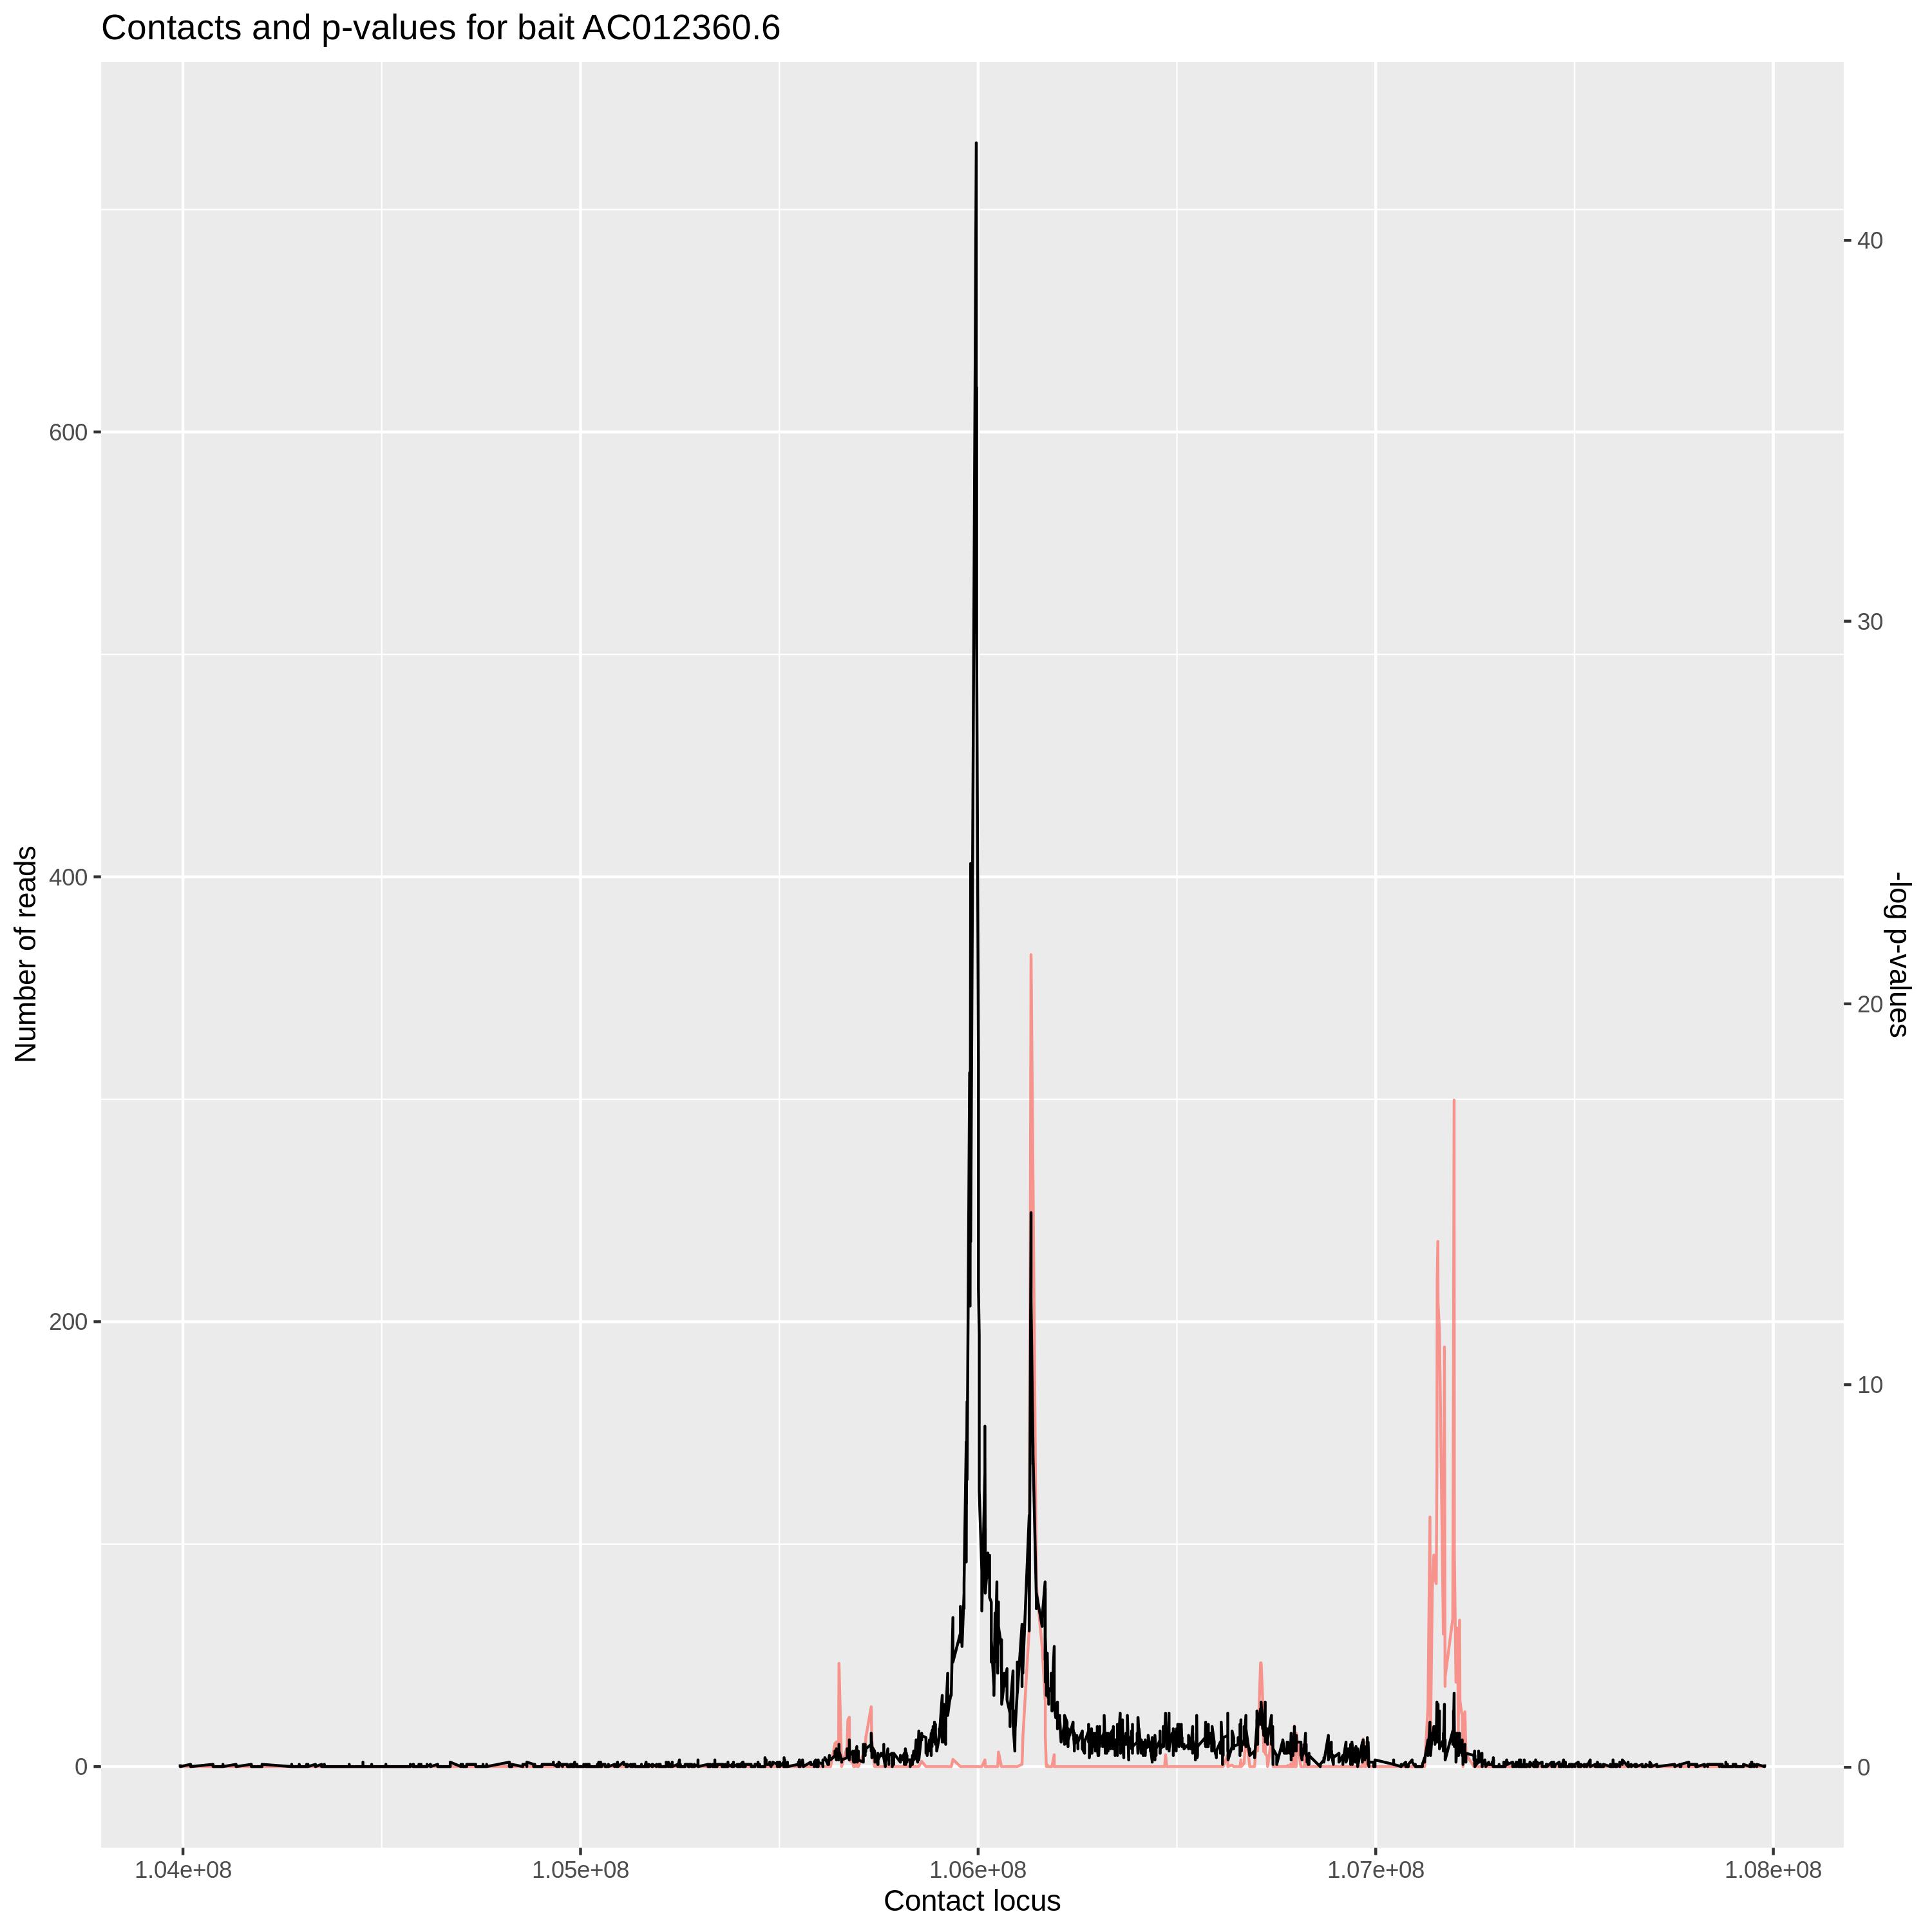 Contacts and p-values for bait AC012360.6
Number of reads
600
400
200
0
40
30
20
10
0
-log p-values
1.04e+08
1.05e+08
1.06e+08
1.07e+08
1.08e+08
Contact locus